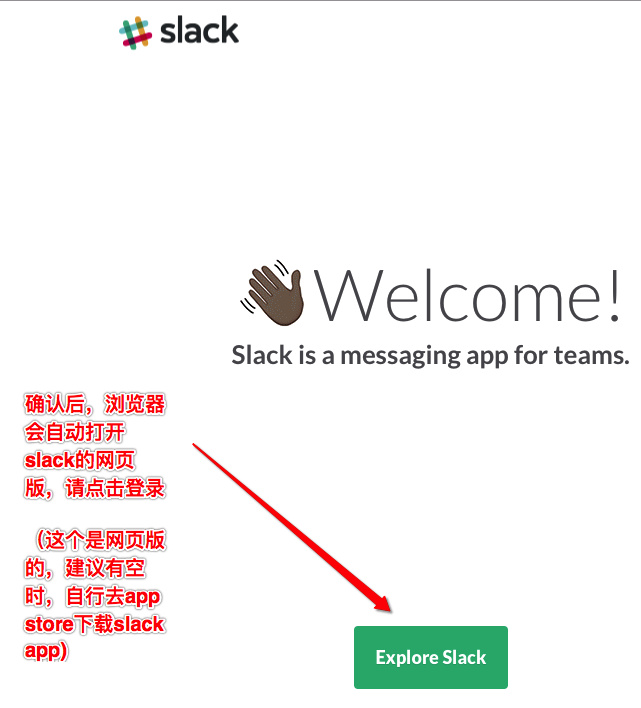 slack
Welcome!
Slack is a messaging app for teams.
确认后，浏览器
会自动打开
slack的网页
版，请点击登录
（这个是网页版
的，建议有空
时，自行去app
store下载slack
app)
Explore Slack